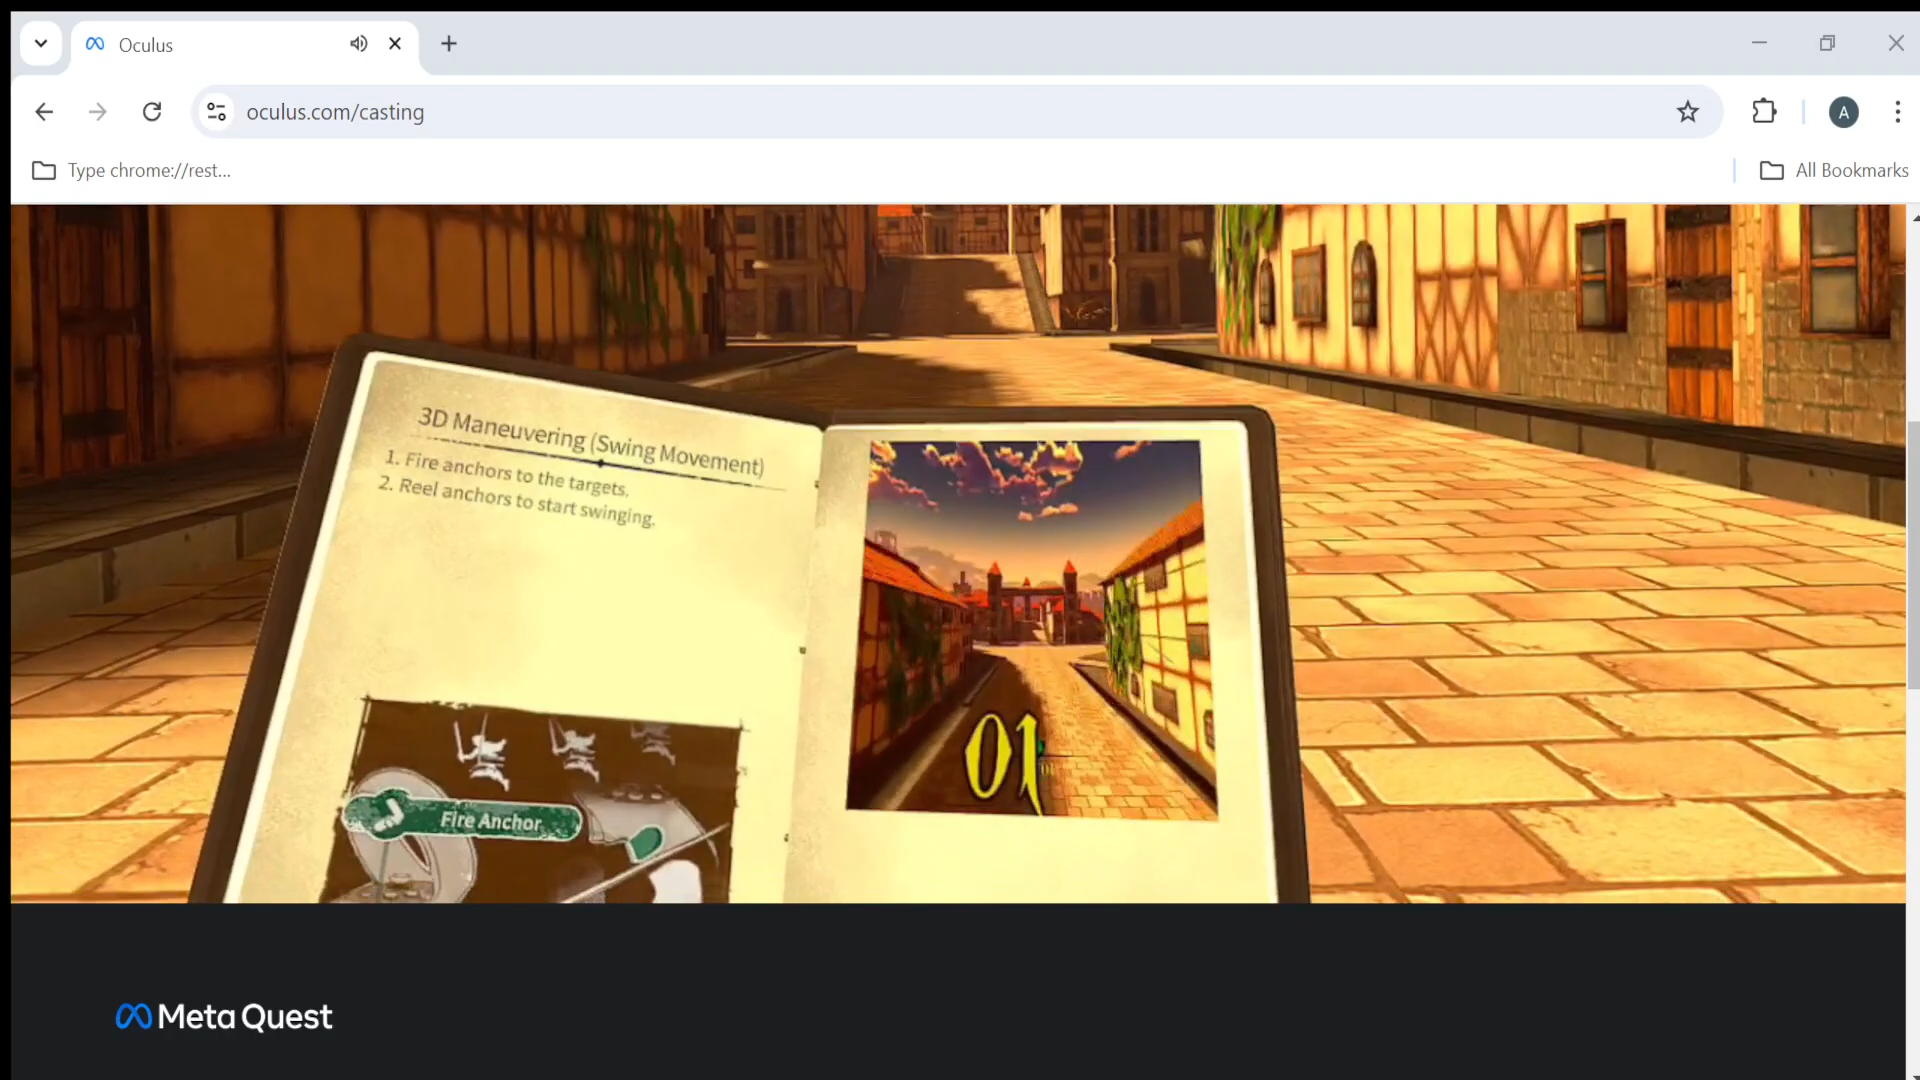 Oculus
oculus.com/casting
A
Type chrome://rest...
All Bookmarks
3D Maneuvering (Swing Movement)
1. Fire anchors to the targets.
2. Reel anchors to start swinging.
Fire Anchor
01
Meta Quest